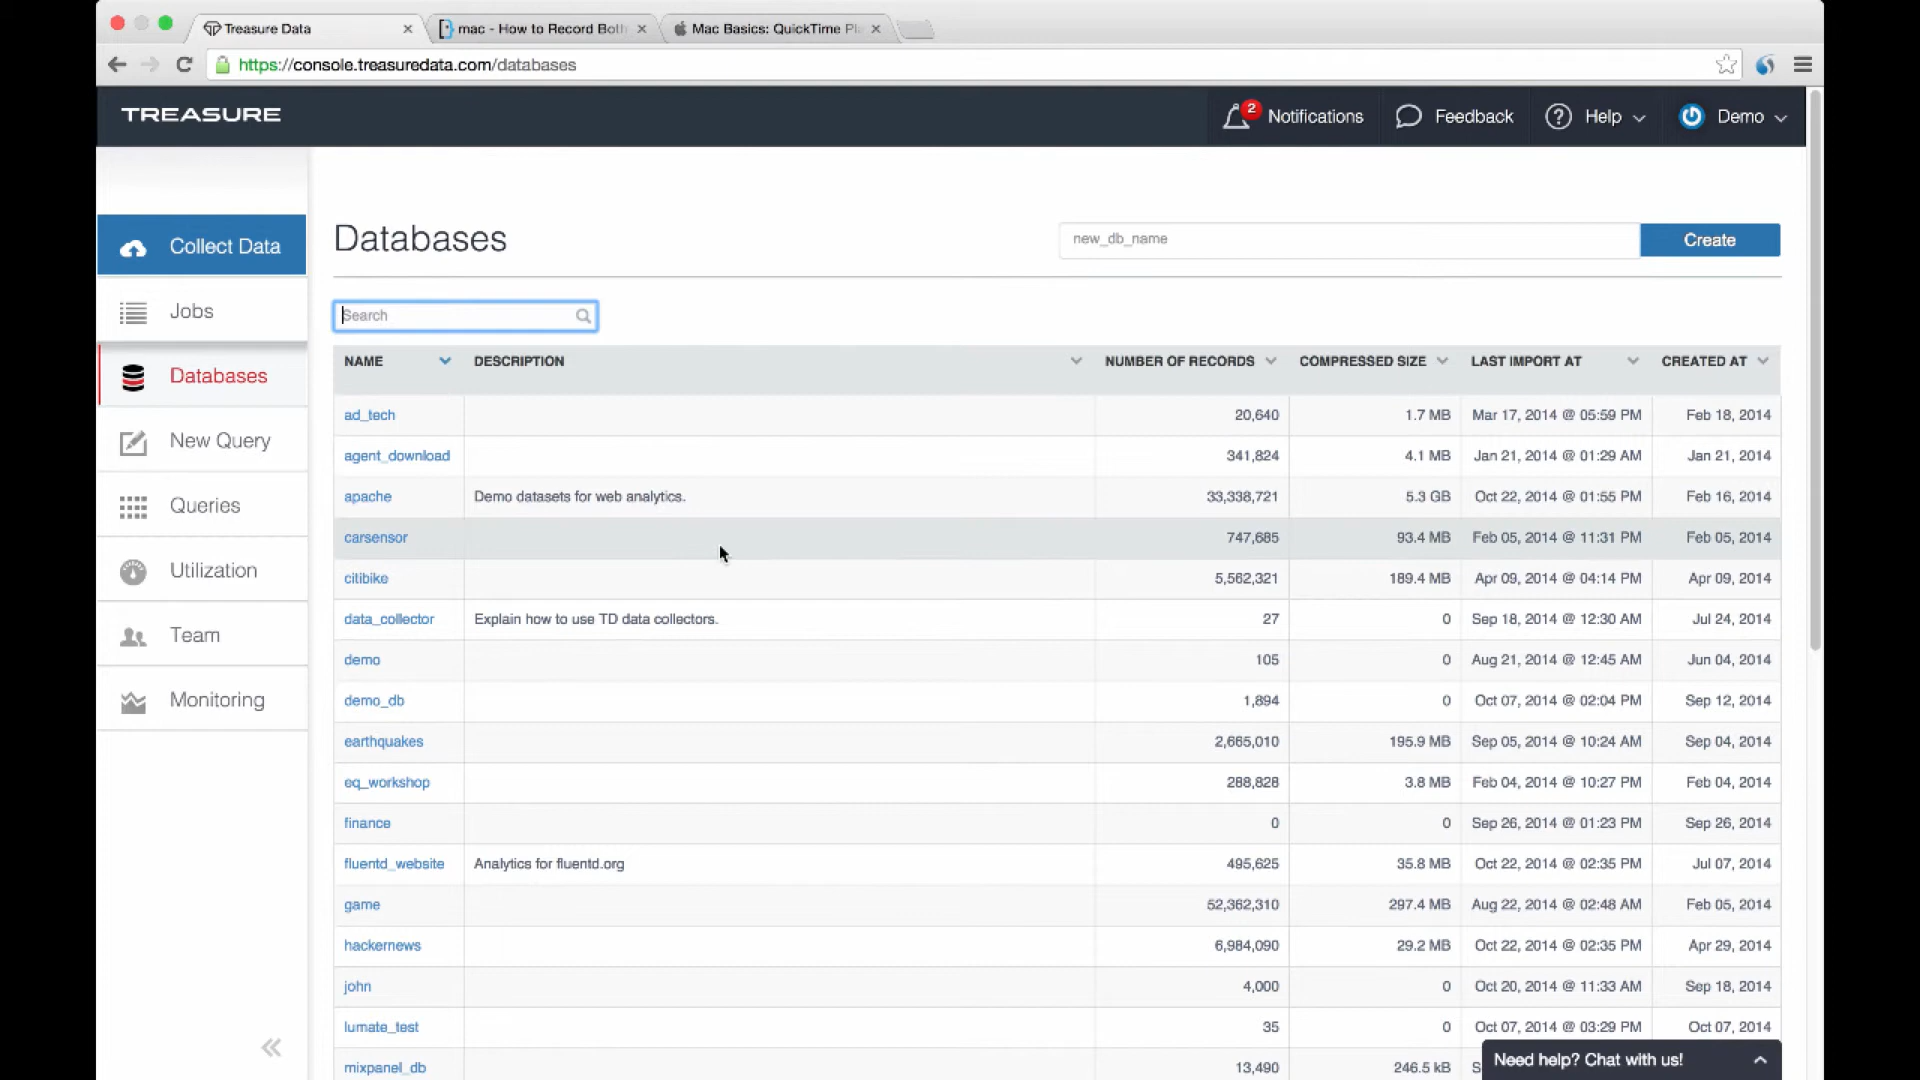 Treasure Data
mac - How to Record Both
Mac Basics: QuickTime Pla
https://console.treasuredata.com/databases
TREASURE
2
Notifications
Feedback
? Help
Demo
Collect Data
Jobs
Databases
New Query
Queries
Utilization
Team
Monitoring
Databases
new_db_name
Create
Search
NAME DESCRIPTION NUMBER OF RECORDS COMPRESSED SIZE LAST IMPORT AT CREATED AT
ad_tech 20,640 1.7 MB Mar 17, 2014 @ 05:59 PM Feb 18, 2014
agent_download 341,824 4.1 MB Jan 21, 2014 @ 01:29 AM Jan 21, 2014
apache Demo datasets for web analytics. 33,338,721 5.3 GB Oct 22, 2014 @ 01:55 PM Feb 16, 2014
carsensor 747,685 93.4 MB Feb 05, 2014 @ 11:31 PM Feb 05, 2014
citibike 5,562,321 189.4 MB Apr 09, 2014 @ 04:14 PM Apr 09, 2014
data_collector Explain how to use TD data collectors. 27 0 Sep 18, 2014 @ 12:30 AM Jul 24, 2014
demo 105 0 Aug 21, 2014 @ 12:45 AM Jun 04, 2014
demo_db 1,894 0 Oct 07, 2014 @ 02:04 PM Sep 12, 2014
earthquakes 2,665,010 195.9 MB Sep 05, 2014 @ 10:24 AM Sep 04, 2014
eq_workshop 288,828 3.8 MB Feb 04, 2014 @ 10:27 PM Feb 04, 2014
finance 0 0 Sep 26, 2014 @ 01:23 PM Sep 26, 2014
fluentd_website Analytics for fluentd.org 495,625 35.8 MB Oct 22, 2014 @ 02:35 PM Jul 07, 2014
game 52,362,310 297.4 MB Aug 22, 2014 @ 02:48 AM Feb 05, 2014
hackernews 6,984,090 29.2 MB Oct 22, 2014 @ 02:35 PM Apr 29, 2014
john 4,000 0 Oct 20, 2014 @ 11:33 AM Sep 18, 2014
lumate_test 35 0 Oct 07, 2014 @ 03:29 PM Oct 07, 2014
mixpanel_db 13,490 246.5 kB S
Need help? Chat with us!